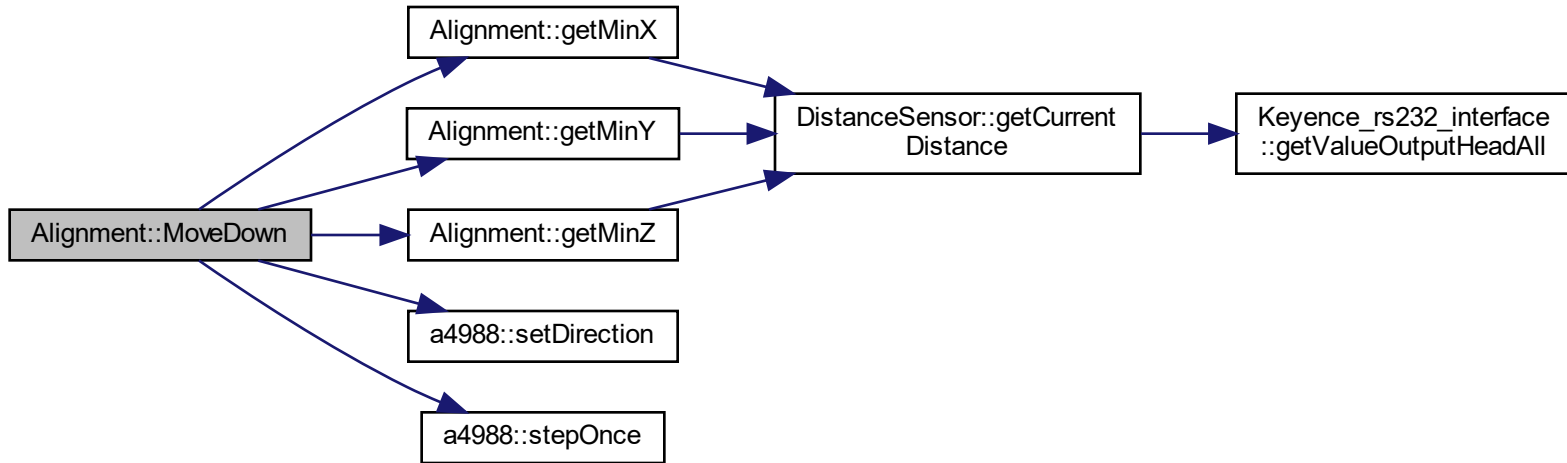 Alignment::MoveDown
Alignment::getMinX
Alignment::getMinY
Alignment::getMinZ
a4988::setDirection
a4988::stepOnce
DistanceSensor::getCurrent
Distance
Keyence_rs232_interface
::getValueOutputHeadAll